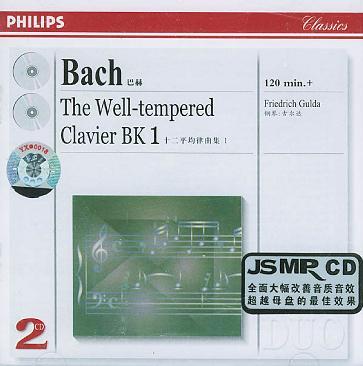 PHILIPS
Classics
Bach 巴赫
120 min.+
The Well-tempered
Clavier BK 1 十二平均律曲集 1
Friedrich Gulda
钢琴:古尔达
JSMR CD
全面大幅改善音质音效
超越母盘的最佳效果
2 CD
DUO